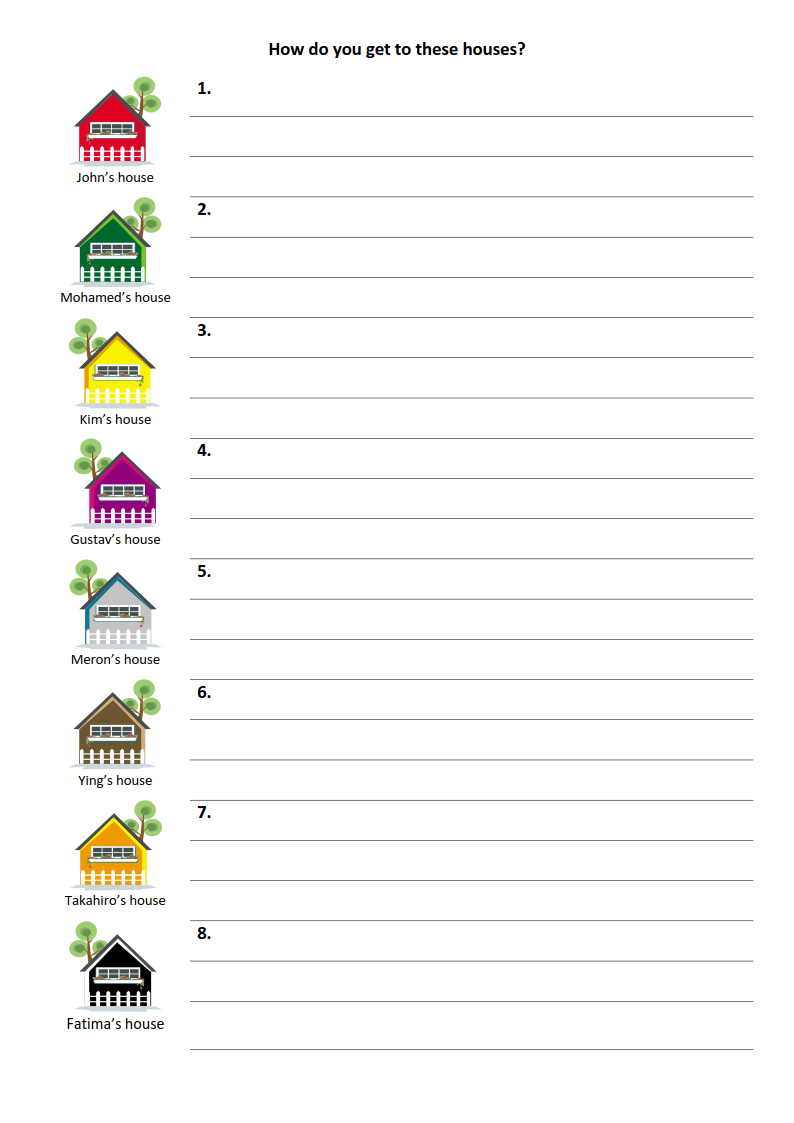 How do you get to these houses?
1.
John’s house
2.
Mohamed’s house
3.
Kim’s house
4.
Gustav’s house
5.
Meron’s house
6.
Ying’s house
7.
Takahiro’s house
8.
Fatima’s house